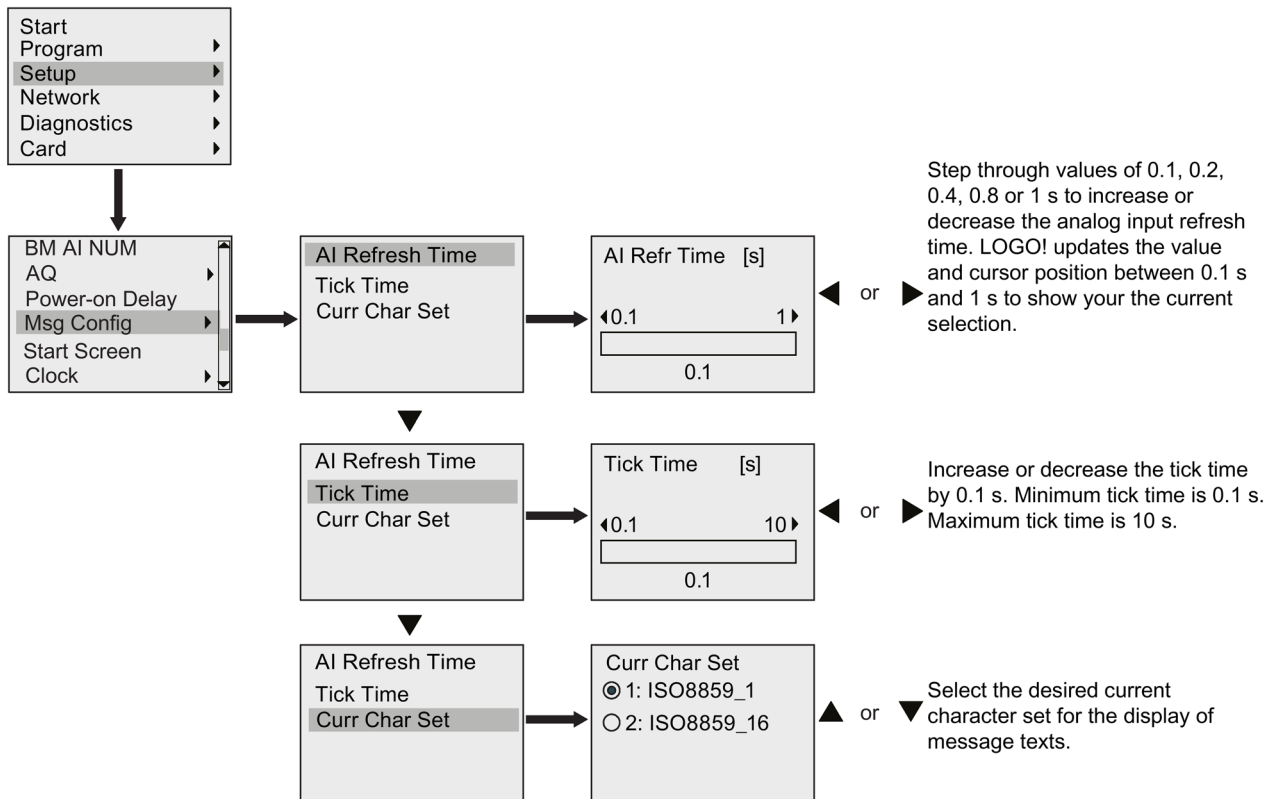 Start
Program
Setup
Network
Diagnostics
Card
BM AI NUM
AQ
Power-on Delay
Msg Config
Start Screen
Clock
AI Refresh Time
Tick Time
Curr Char Set
AI Refr Time [s]
0.1 1
0.1
or
Step through values of 0.1, 0.2,
0.4, 0.8 or 1 s to increase or
decrease the analog input refresh
time. LOGO! updates the value
and cursor position between 0.1 s
and 1 s to show your the current
selection.
AI Refresh Time
Tick Time
Curr Char Set
Tick Time [s]
0.1 10
0.1
or
Increase or decrease the tick time
by 0.1 s. Minimum tick time is 0.1 s.
Maximum tick time is 10 s.
AI Refresh Time
Tick Time
Curr Char Set
Curr Char Set
1: ISO8859_1
2: ISO8859_16
or
Select the desired current
character set for the display of
message texts.